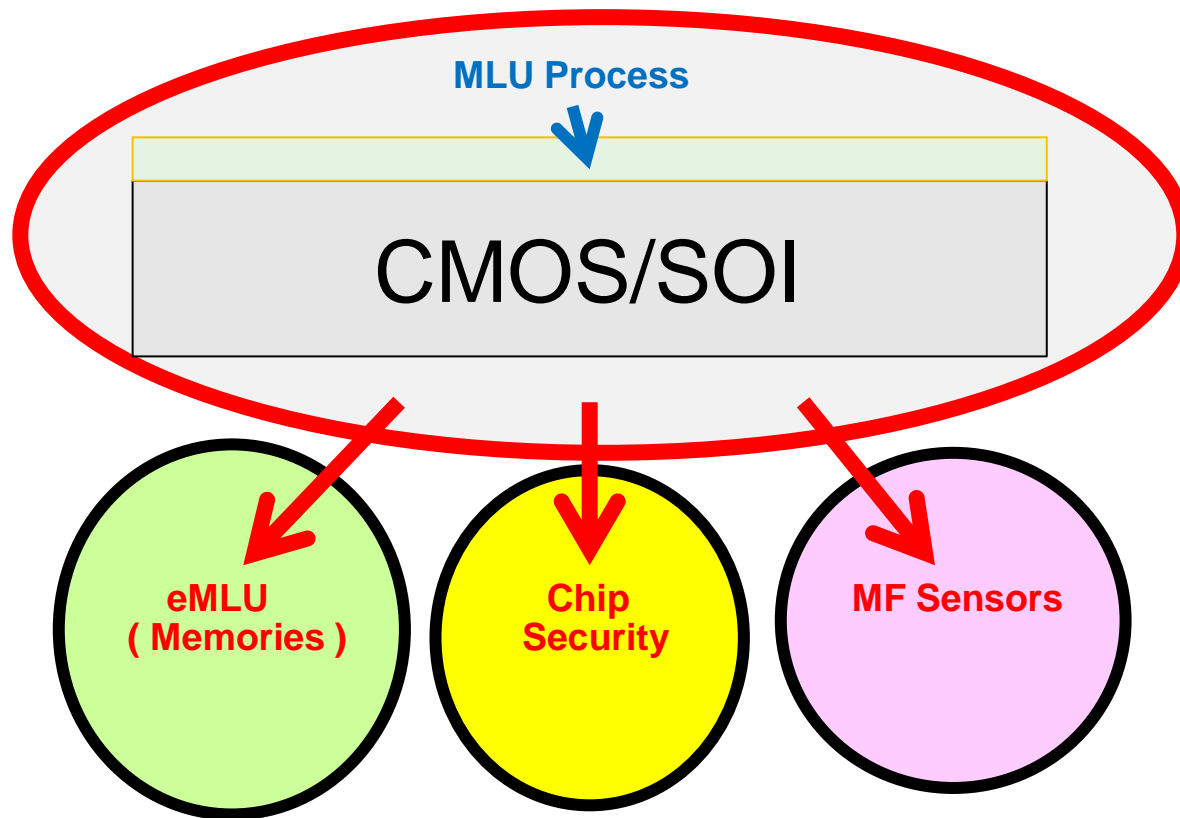 MLU Process
CMOS/SOI
eMLU
( Memories )
Chip
Security
MF Sensors